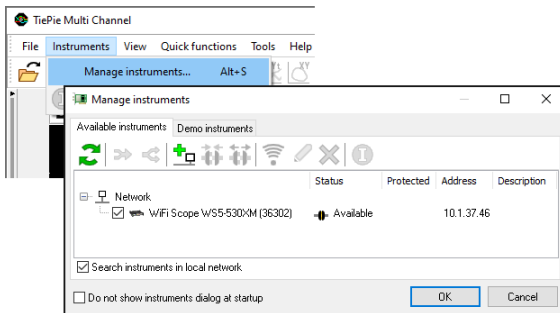 TiePie Multi Channel
File Instruments View Quick functions Tools Help
Manage instruments... Alt+S
Manage instruments
Available instruments Demo instruments
Status Protected Address Description
Network
WiFi Scope WS5-530XM (36302) Available 10.1.37.46
Search instruments in local network
Do not show instruments dialog at startup OK Cancel